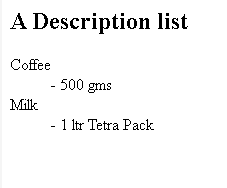 A Description list
Coffee
- 500 gms
Milk
- 1 ltr Tetra Pack